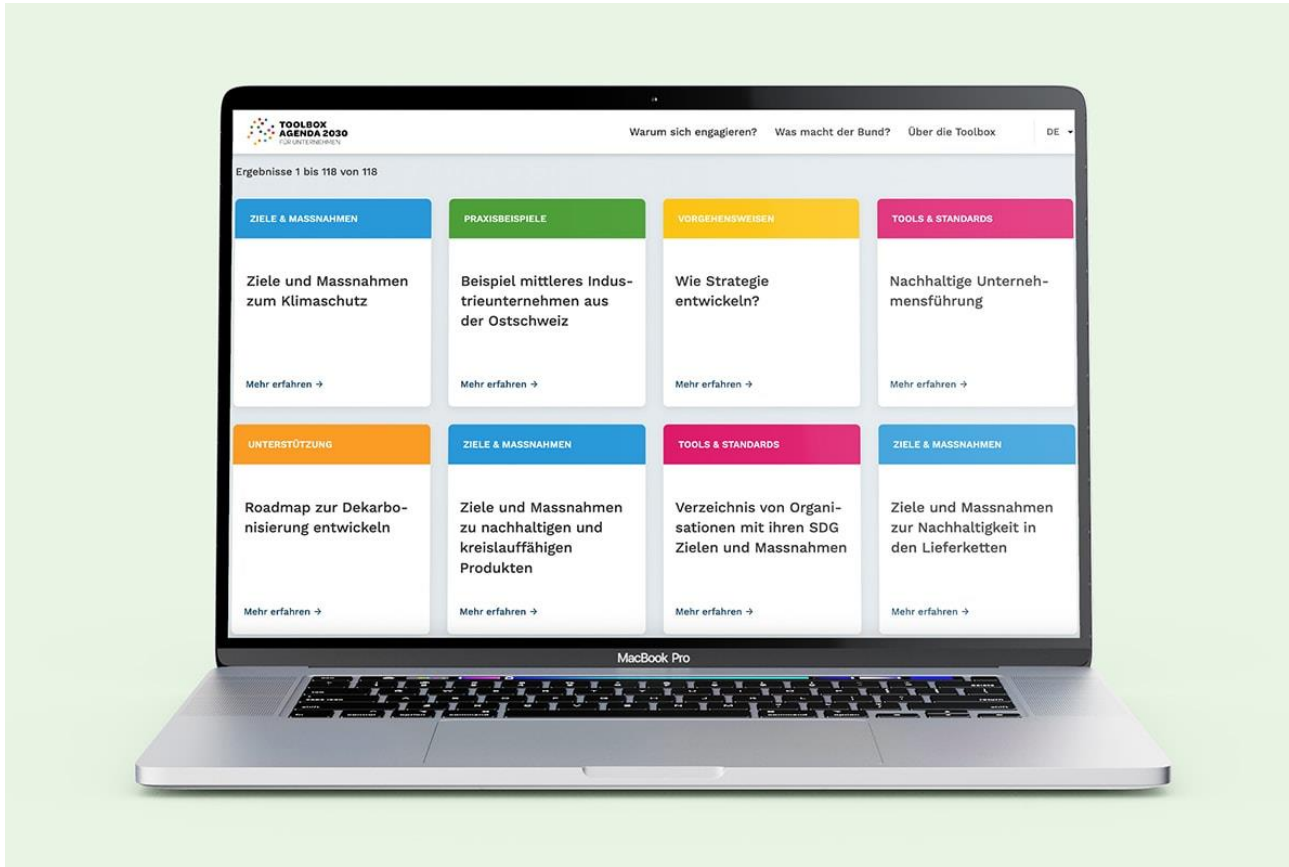 TOOLBOX
AGENDA 2030
FÜR UNTERNEHMEN
Warum sich engagieren? Was macht der Bund? Über die Toolbox DE
Ergebnisse 1 bis 118 von 118
ZIELE & MASSNAHMEN
Ziele und Massnahmen
zum Klimaschutz
Mehr erfahren →
PRAXISBEISPIELE
Beispiel mittleres Indus-
trieunternehmen aus
der Ostschweiz
Mehr erfahren →
VORGEHENSWEISEN
Wie Strategie
entwickeln?
Mehr erfahren →
TOOLS & STANDARDS
Nachhaltige Unterneh-
mensführung
Mehr erfahren →
UNTERSTÜTZUNG
Roadmap zur Dekarbo-
nisierung entwickeln
Mehr erfahren →
ZIELE & MASSNAHMEN
Ziele und Massnahmen
zu nachhaltigen und
kreislauffähigen
Produkten
Mehr erfahren →
TOOLS & STANDARDS
Verzeichnis von Organi-
sationen mit ihren SDG
Zielen und Massnahmen
Mehr erfahren →
ZIELE & MASSNAHMEN
Ziele und Massnahmen
zur Nachhaltigkeit in
den Lieferketten
Mehr erfahren →
MacBook Pro